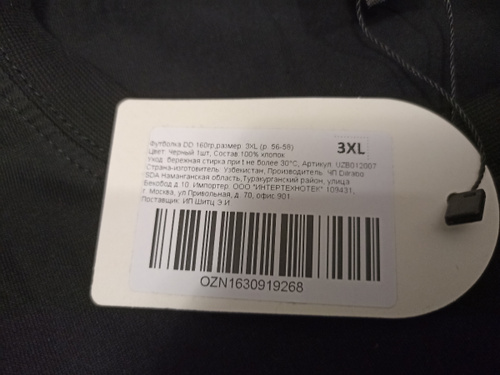 Футболка DD 160гр,размер: 3XL (р. 56-58)
3XL
Цвет: Черный 1шт, Состав:100% хлопок
Уход: бережная стирка при t не более 30°C, Артикул: UZB012007
Страна-изготовитель: Узбекистан, Производитель: ЧП
SDA Наманганская область,Туракурганский район, улица
Бекобод д.10. Импортер: ООО "ИНТЕРТЕХНОТЕК" 109431,
г. Москва, ул.Привольная, д. 70, офис 901
Поставщик: ИП Шитц Э.И
OZN1630919268